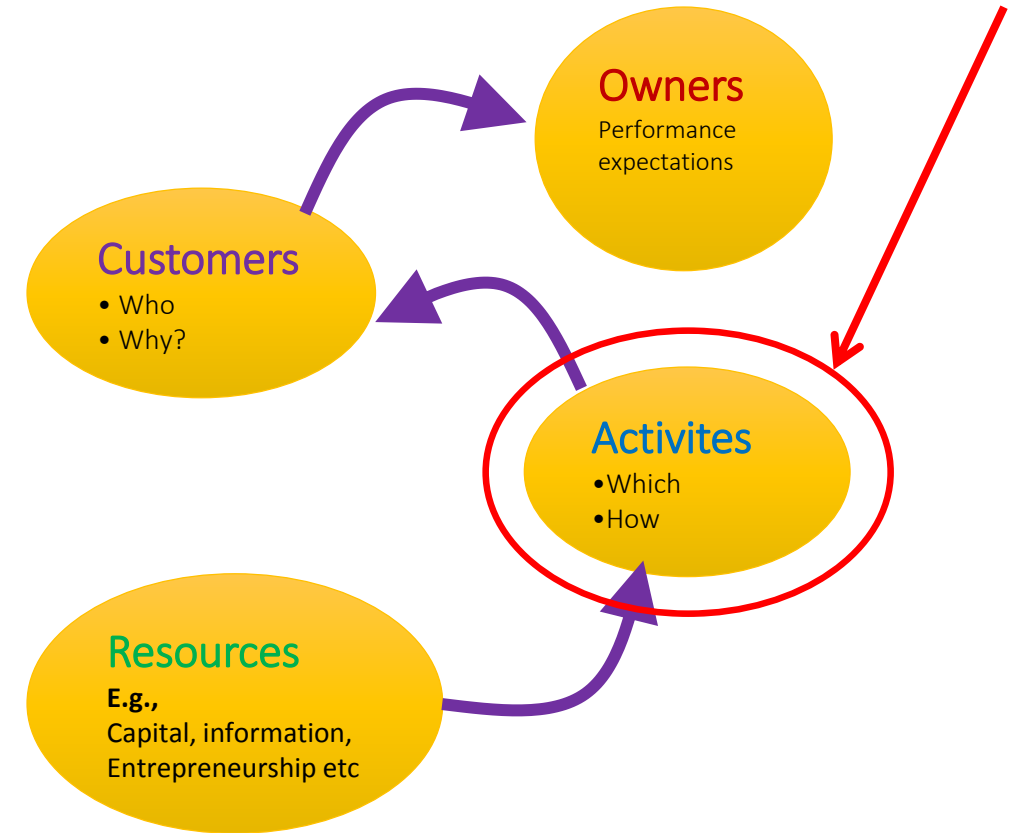 Owners
Performance
expectations
Customers
• Who
• Why?
Activites
•Which
•How
Resources
E.g.,
Capital, information,
Entrepreneurship etc